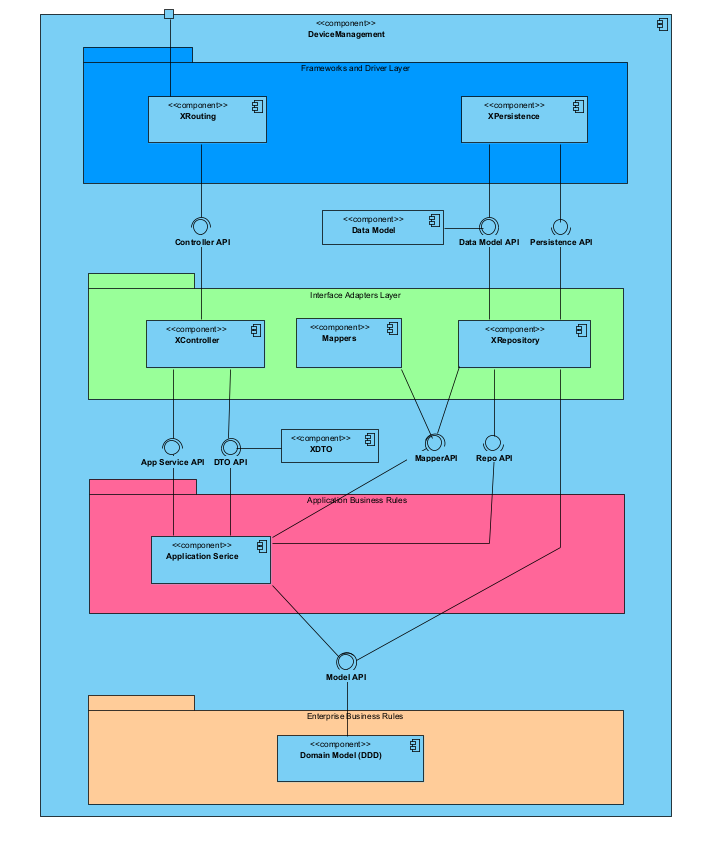 <<component>>
DeviceManagement
Frameworks and Driver Layer
<<component>>
XRouting
<<component>>
XPersistence
<<component>>
Data Model
Controller API
Data Model API
Persistence API
Interface Adapters Layer
<<component>>
XController
<<component>>
Mappers
<<component>>
XRepository
<<component>>
XDTO
App Service API
DTO API
MapperAPI
Repo API
Application Business Rules
<<component>>
Application Serice
Model API
Enterprise Business Rules
<<component>>
Domain Model (DDD)